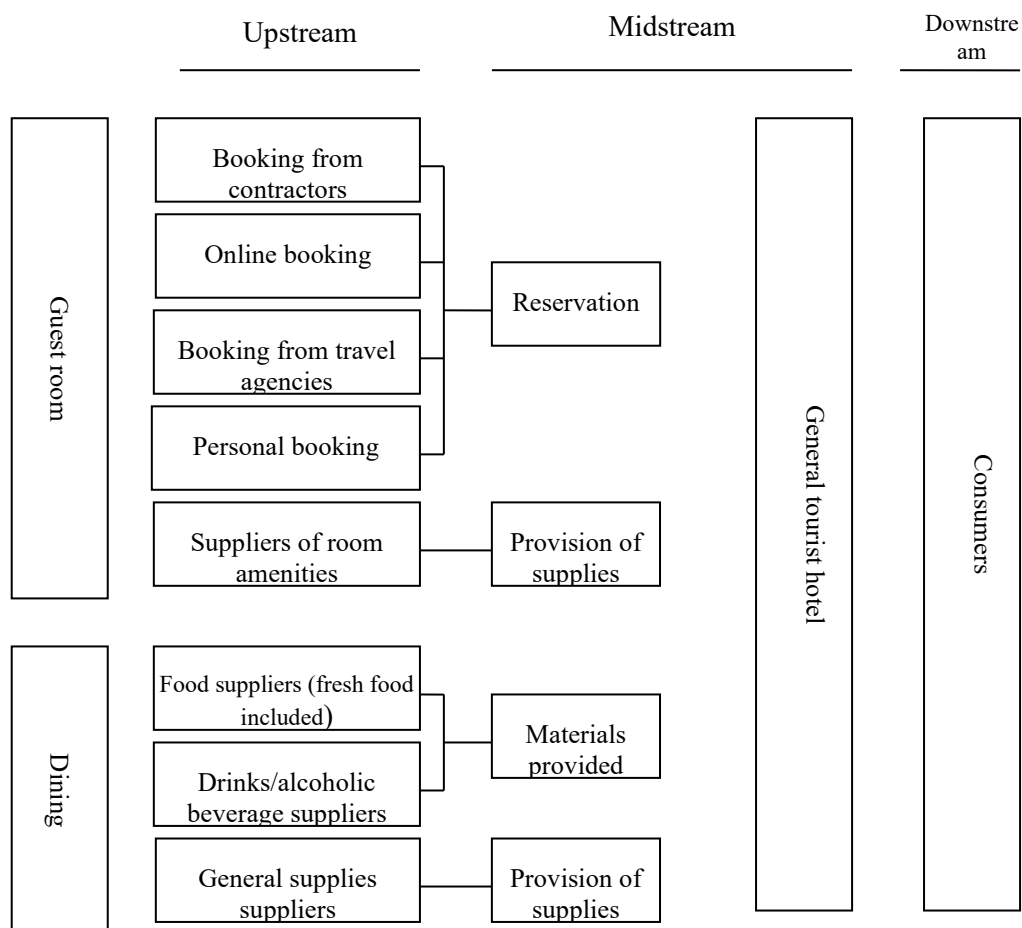 Upstream
Midstream
Downstre
am
Guest room
Booking from
contractors
Online booking
Booking from travel
agencies
Personal booking
Suppliers of room
amenities
Reservation
Provision of
supplies
General tourist hotel
Consumers
Dining
Food suppliers (fresh food
included)
Drinks/alcoholic
beverage suppliers
General supplies
suppliers
Materials
provided
Provision of
supplies